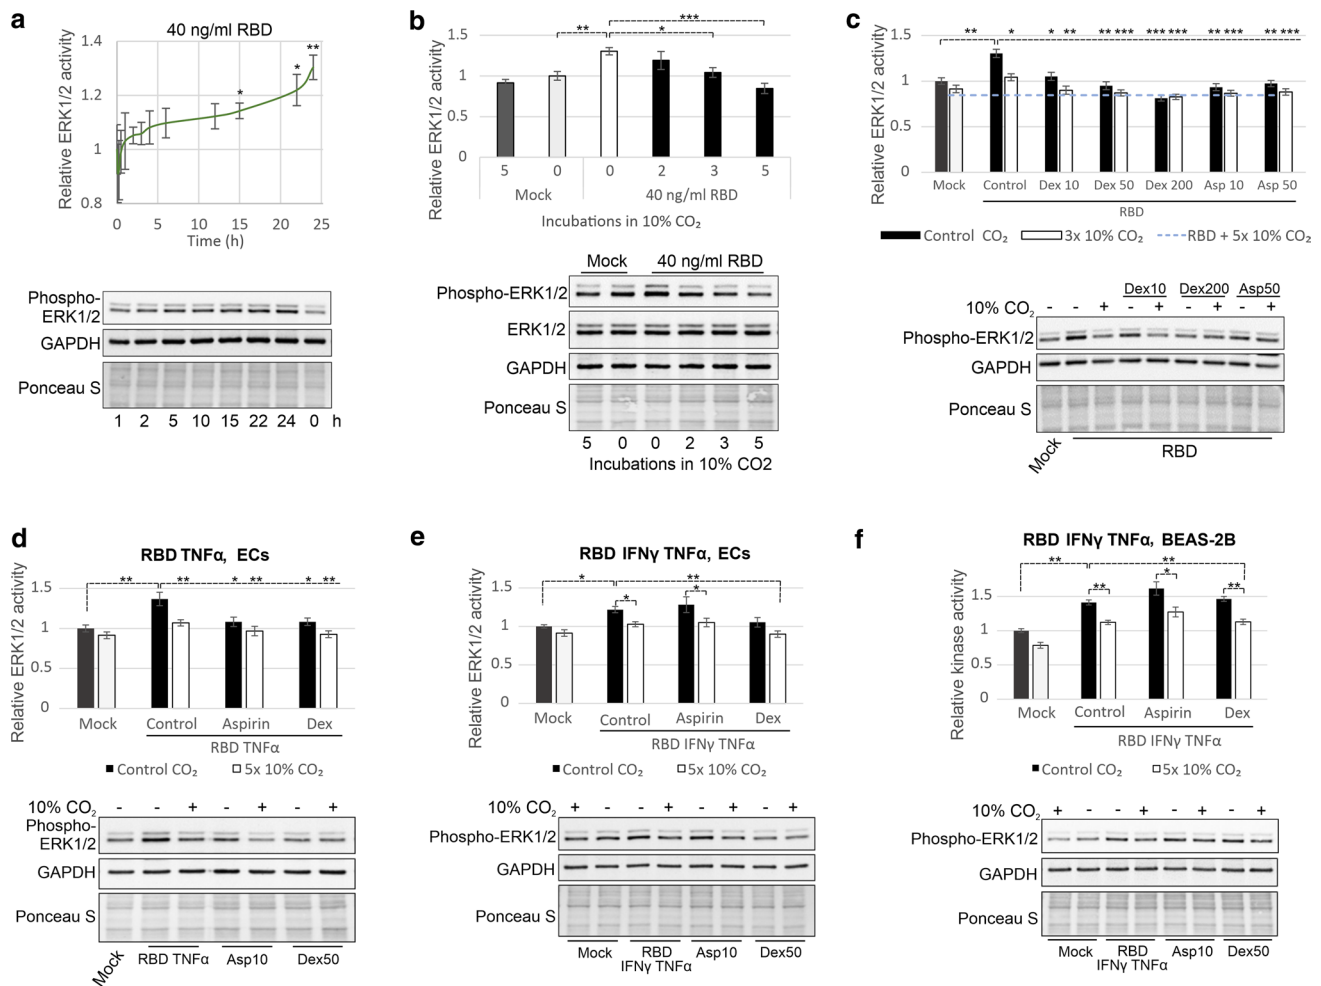 a
40 ng/ml RBD
Relative ERK1/2 activity
1.4
1.2
1
0.8
*
*
**
0 5 10 15 20 25
Time (h)
Phospho-
ERK1/2
GAPDH
Ponceau S
1 2 5 10 15 22 24 0 h
b
Relative ERK1/2 activity
***
** *
1.5
1
0.5
0
5 0 0 2 3 5
Mock 40 ng/ml RBD
Incubations in 10% CO₂
Mock 40 ng/ml RBD
Phospho-ERK1/2
ERK1/2
GAPDH
Ponceau S
5 0 0 2 3 5
Incubations in 10% CO2
c
Relative ERK1/2 activity
** * * ** ** *** *** *** ** *** ** ***
1.5
1
0.5
0
Mock Control Dex 10 Dex 50 Dex 200 Asp 10 Asp 50
RBD
Control CO₂ 3x 10% CO₂ RBD + 5x 10% CO₂
Dex10 Dex200 Asp50
10% CO₂ - - + - + - + - +
Phospho-ERK1/2
GAPDH
Ponceau S
Mock RBD
d
RBD TNFα, ECs
Relative ERK1/2 activity
** ** * ** * **
1.5
1
0.5
0
Mock Control Aspirin Dex
RBD TNFα
Control CO₂ 5x 10% CO₂
10% CO₂ - - + - + - +
Phospho-
ERK1/2
GAPDH
Ponceau S
Mock RBD TNFα Asp10 Dex50
e
RBD IFNγ TNFα, ECs
Relative ERK1/2 activity
* **
* *
1.5
1
0.5
0
Mock Control Aspirin Dex
RBD IFNγ TNFα
Control CO₂ 5x 10% CO₂
10% CO₂ + - - + - + - +
Phospho-ERK1/2
GAPDH
Ponceau S
Mock RBD Asp10 Dex50
IFNγ TNFα
f
RBD IFNγ TNFα, BEAS-2B
Relative kinase activity
** **
** * **
1.5
1
0.5
0
Mock Control Aspirin Dex
RBD IFNγ TNFα
Control CO₂ 5x 10% CO₂
10% CO₂ + - - + - + - +
Phospho-ERK1/2
GAPDH
Ponceau S
Mock RBD Asp10 Dex50
IFNγ TNFα